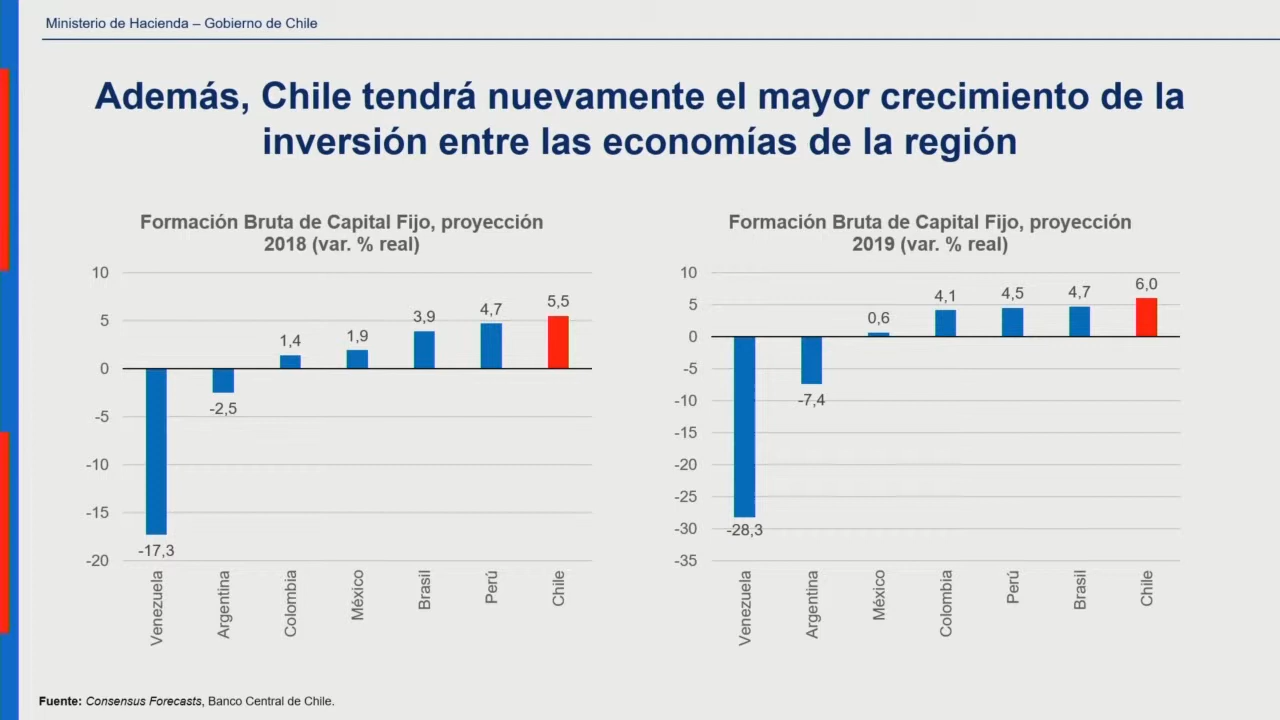 Ministerio de Hacienda – Gobierno de Chile
Además, Chile tendrá nuevamente el mayor crecimiento de la
inversión entre las economías de la región
Formación Bruta de Capital Fijo, proyección
2018 (var. % real)
10
5
0
-5
-10
-15
-20
-17,3
-2,5
1,4
1,9
3,9
4,7
5,5
Venezuela
Argentina
Colombia
México
Brasil
Perú
Chile
Formación Bruta de Capital Fijo, proyección
2019 (var. % real)
10
5
0
-5
-10
-15
-20
-25
-30
-35
-28,3
-7,4
0,6
4,1
4,5
4,7
6,0
Venezuela
Argentina
México
Colombia
Perú
Brasil
Chile
Fuente: Consensus Forecasts, Banco Central de Chile.